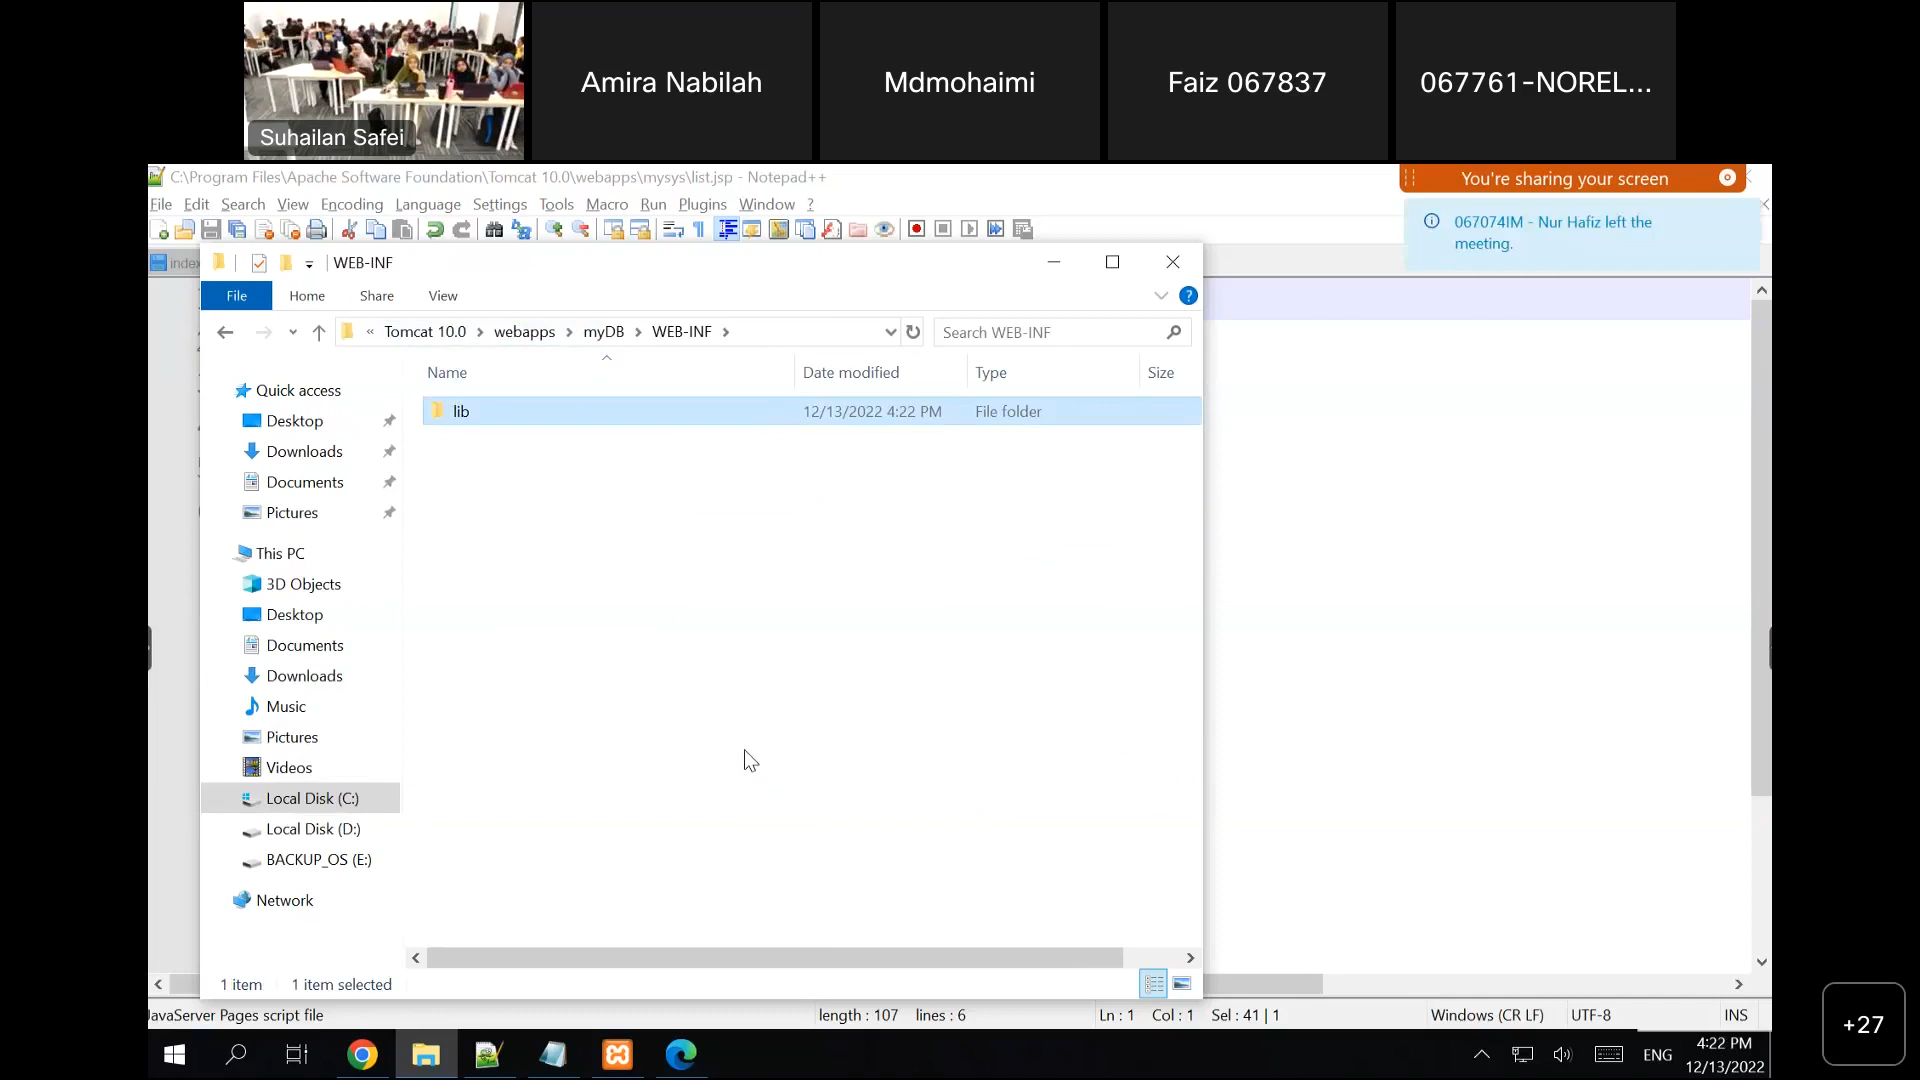 Suhailan Safei
Amira Nabilah
Mdmohaimi
Faiz 067837
067761-NOREL...
C:\Program Files\Apache Software Foundation\Tomcat 10.0\webapps\mysys\list.jsp - Notepad++
You're sharing your screen
File Edit Search View Encoding Language Settings Tools Macro Run Plugins Window ?
067074IM - Nur Hafiz left the
meeting.
index
WEB-INF
File Home Share View
« Tomcat 10.0 > webapps > myDB > WEB-INF >
Search WEB-INF
Name Date modified Type Size
lib 12/13/2022 4:22 PM File folder
Quick access
Desktop
Downloads
Documents
Pictures
This PC
3D Objects
Desktop
Documents
Downloads
Music
Pictures
Videos
Local Disk (C:)
Local Disk (D:)
BACKUP_OS (E:)
Network
1 item 1 item selected
JavaServer Pages script file length : 107 lines : 6 Ln : 1 Col : 1 Sel : 41 | 1 Windows (CR LF) UTF-8 INS
ENG
4:22 PM
12/13/2022
+27